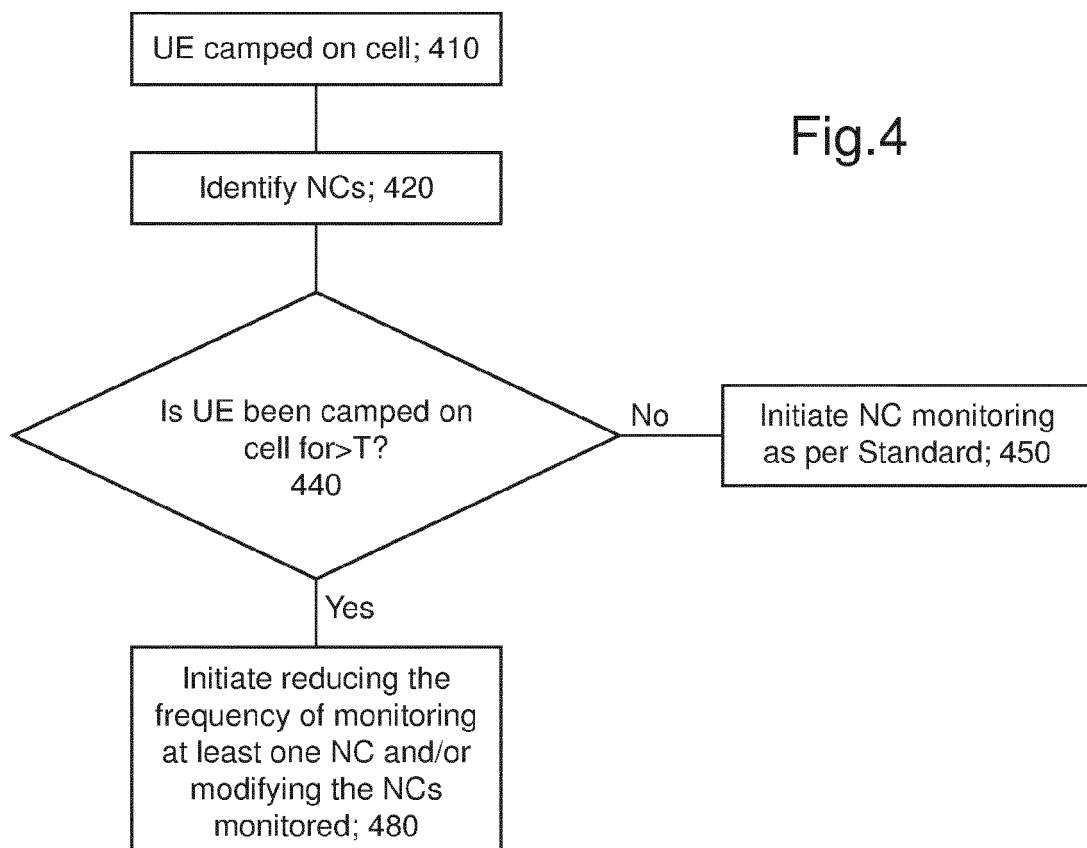 UE camped on cell; 410
Fig.4
Identify NCs; 420
Is UE been camped on
cell for>T?
440
No
Initiate NC monitoring
as per Standard; 450
Yes
Initiate reducing the
frequency of monitoring
at least one NC and/or
modifying the NCs
monitored; 480